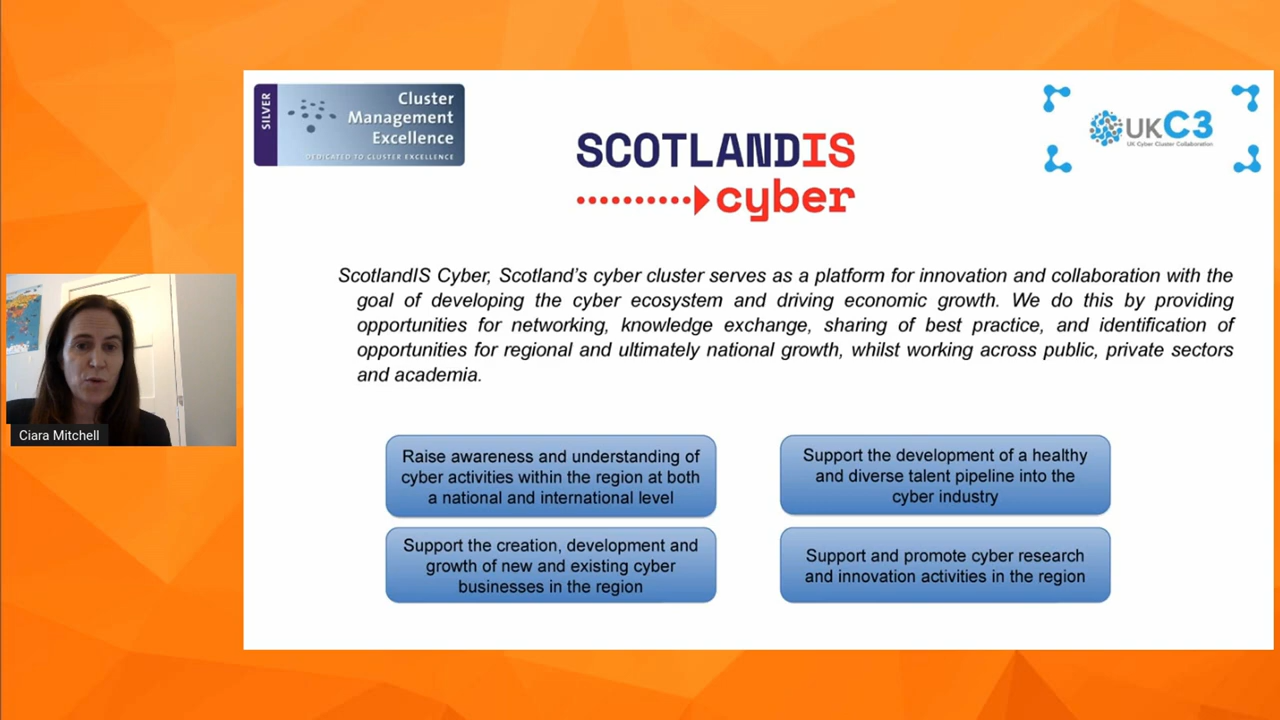 SILVER
Cluster
Management
Excellence
DEDICATED TO CLUSTER EXCELLENCE
SCOTLANDIS
cyber
UKC3
UK Cyber Cluster Collaboration
ScotlandIS Cyber, Scotland’s cyber cluster serves as a platform for innovation and collaboration with the
goal of developing the cyber ecosystem and driving economic growth. We do this by providing
opportunities for networking, knowledge exchange, sharing of best practice, and identification of
opportunities for regional and ultimately national growth, whilst working across public, private sectors
and academia.
Ciara Mitchell
Raise awareness and understanding of
cyber activities within the region at both
a national and international level
Support the development of a healthy
and diverse talent pipeline into the
cyber industry
Support the creation, development and
growth of new and existing cyber
businesses in the region
Support and promote cyber research
and innovation activities in the region